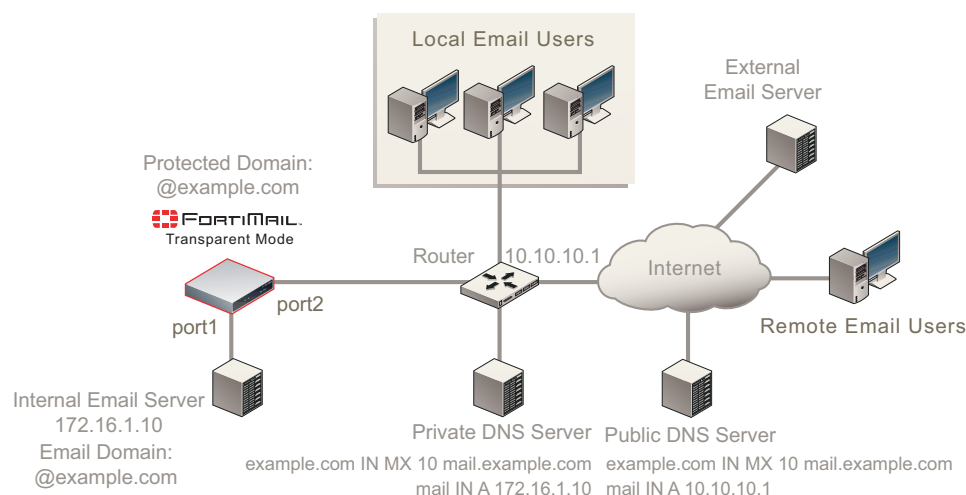 Local Email Users
External
Email Server
Protected Domain:
@example.com
FORTIMAIL
Transparent Mode
Router
10.10.10.1
Internet
port1
port2
Remote Email Users
Internal Email Server
172.16.1.10
Email Domain:
@example.com
Private DNS Server
example.com IN MX 10 mail.example.com
mail IN A 172.16.1.10
Public DNS Server
example.com IN MX 10 mail.example.com
mail IN A 10.10.10.1